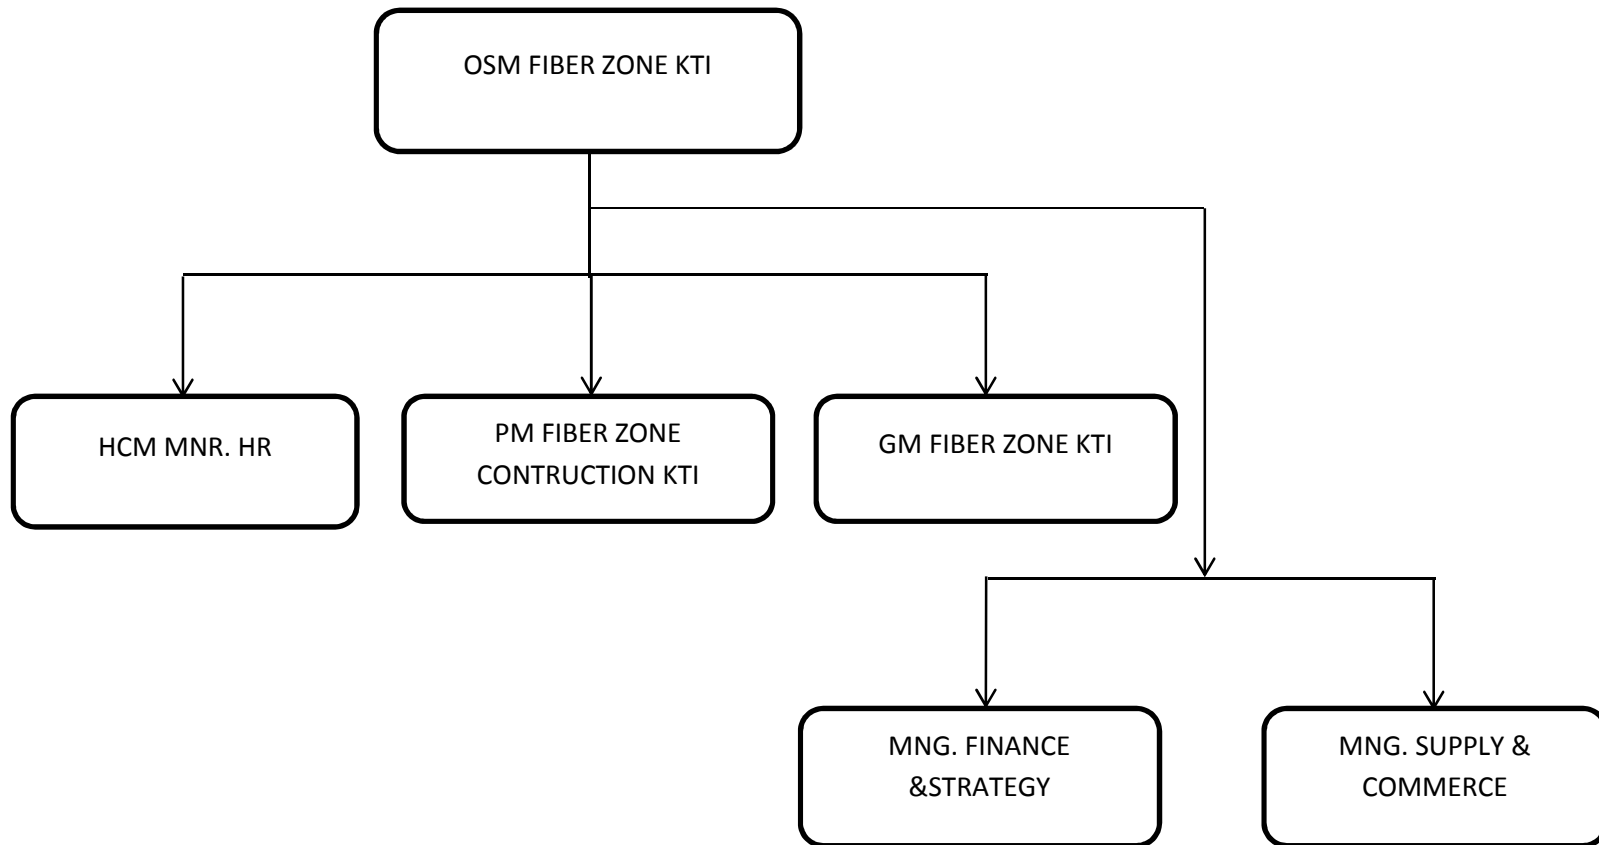 OSM FIBER ZONE KTI
HCM MNR. HR
PM FIBER ZONE
CONTRUCTION KTI
GM FIBER ZONE KTI
MNG. FINANCE
&STRATEGY
MNG. SUPPLY &
COMMERCE